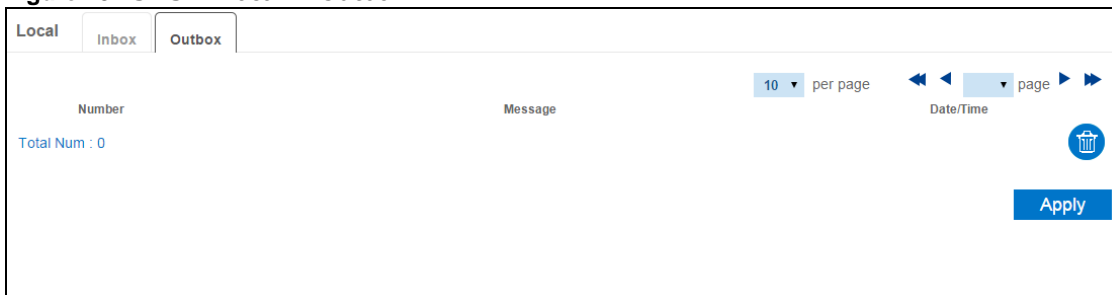 Local Inbox Outbox
10 per page page
Number Message Date/Time
Total Num : 0
Apply